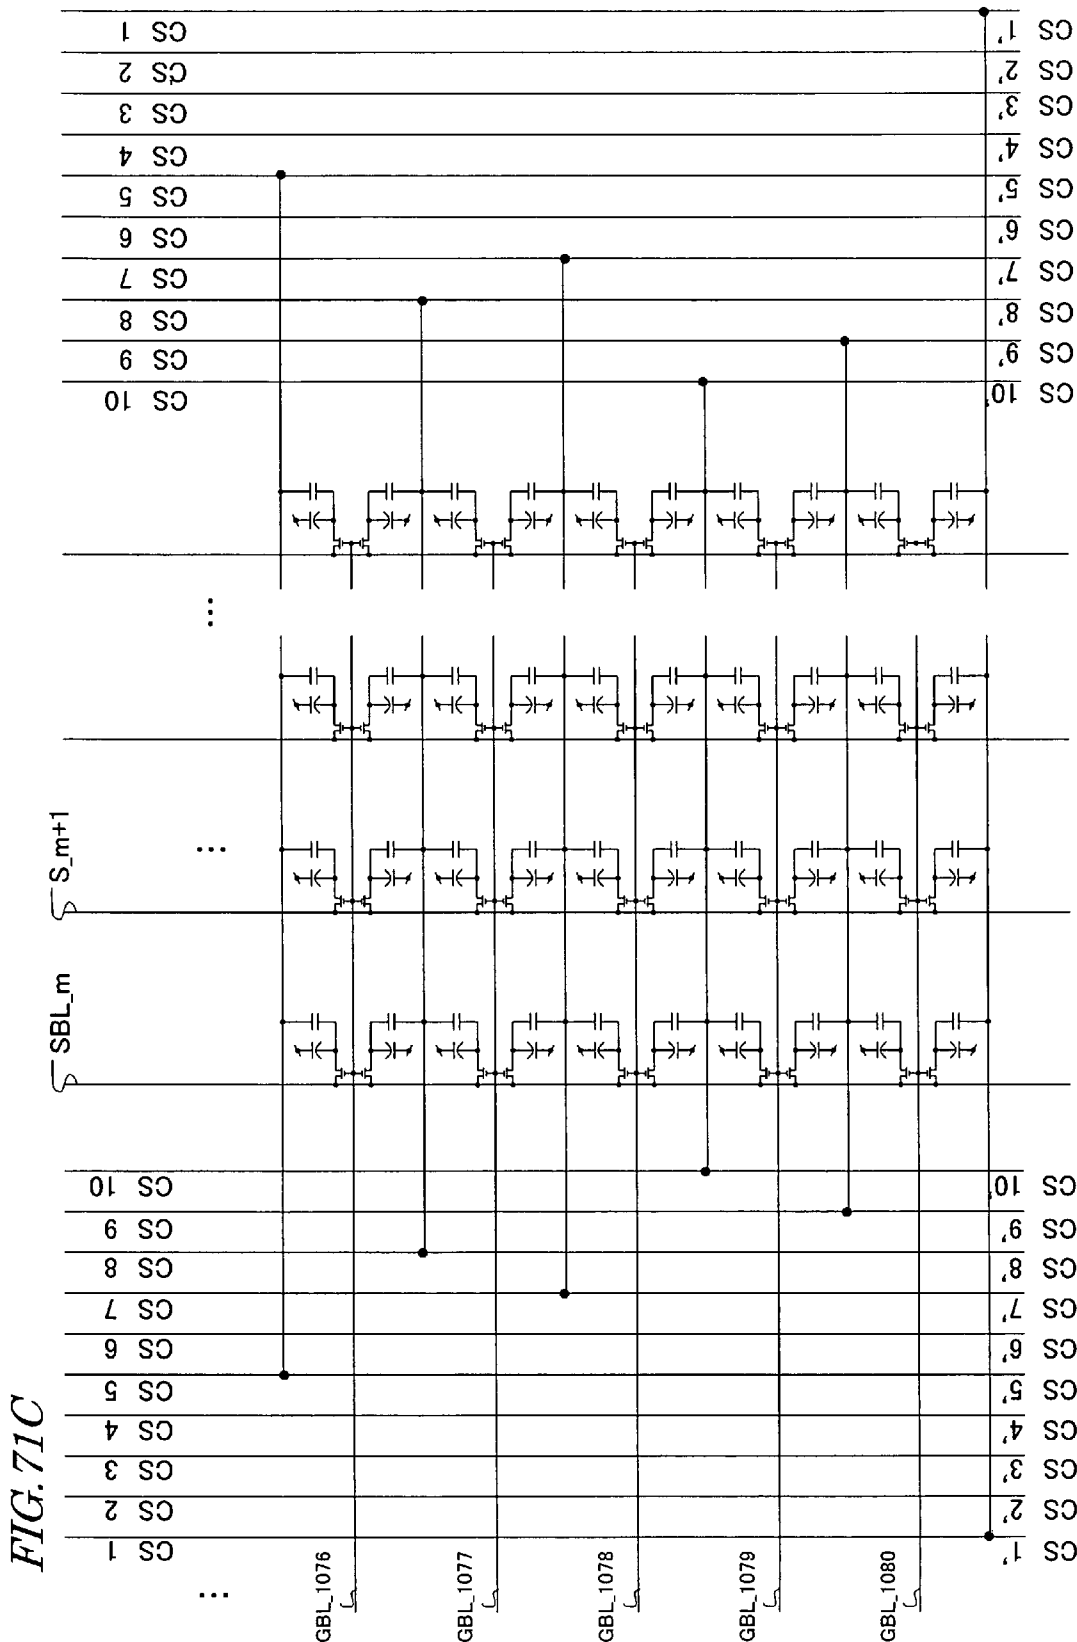 FIG. 71C
SBL_m
S_m+1
CS 1
CS 2
CS 3
CS 4
CS 5
CS 6
CS 7
CS 8
CS 9
CS 10
CS 10
CS 9
CS 8
CS 7
CS 6
CS 5
CS 4
CS 3
CS 2
CS 1
...
...
...
GBL_1076
GBL_1077
GBL_1078
GBL_1079
GBL_1080
CS 1'
CS 2'
CS 3'
CS 4'
CS 5'
CS 6'
CS 7'
CS 8'
CS 9'
CS 10'
CS 10'
CS 9'
CS 8'
CS 7'
CS 6'
CS 5'
CS 4'
CS 3'
CS 2'
CS 1'